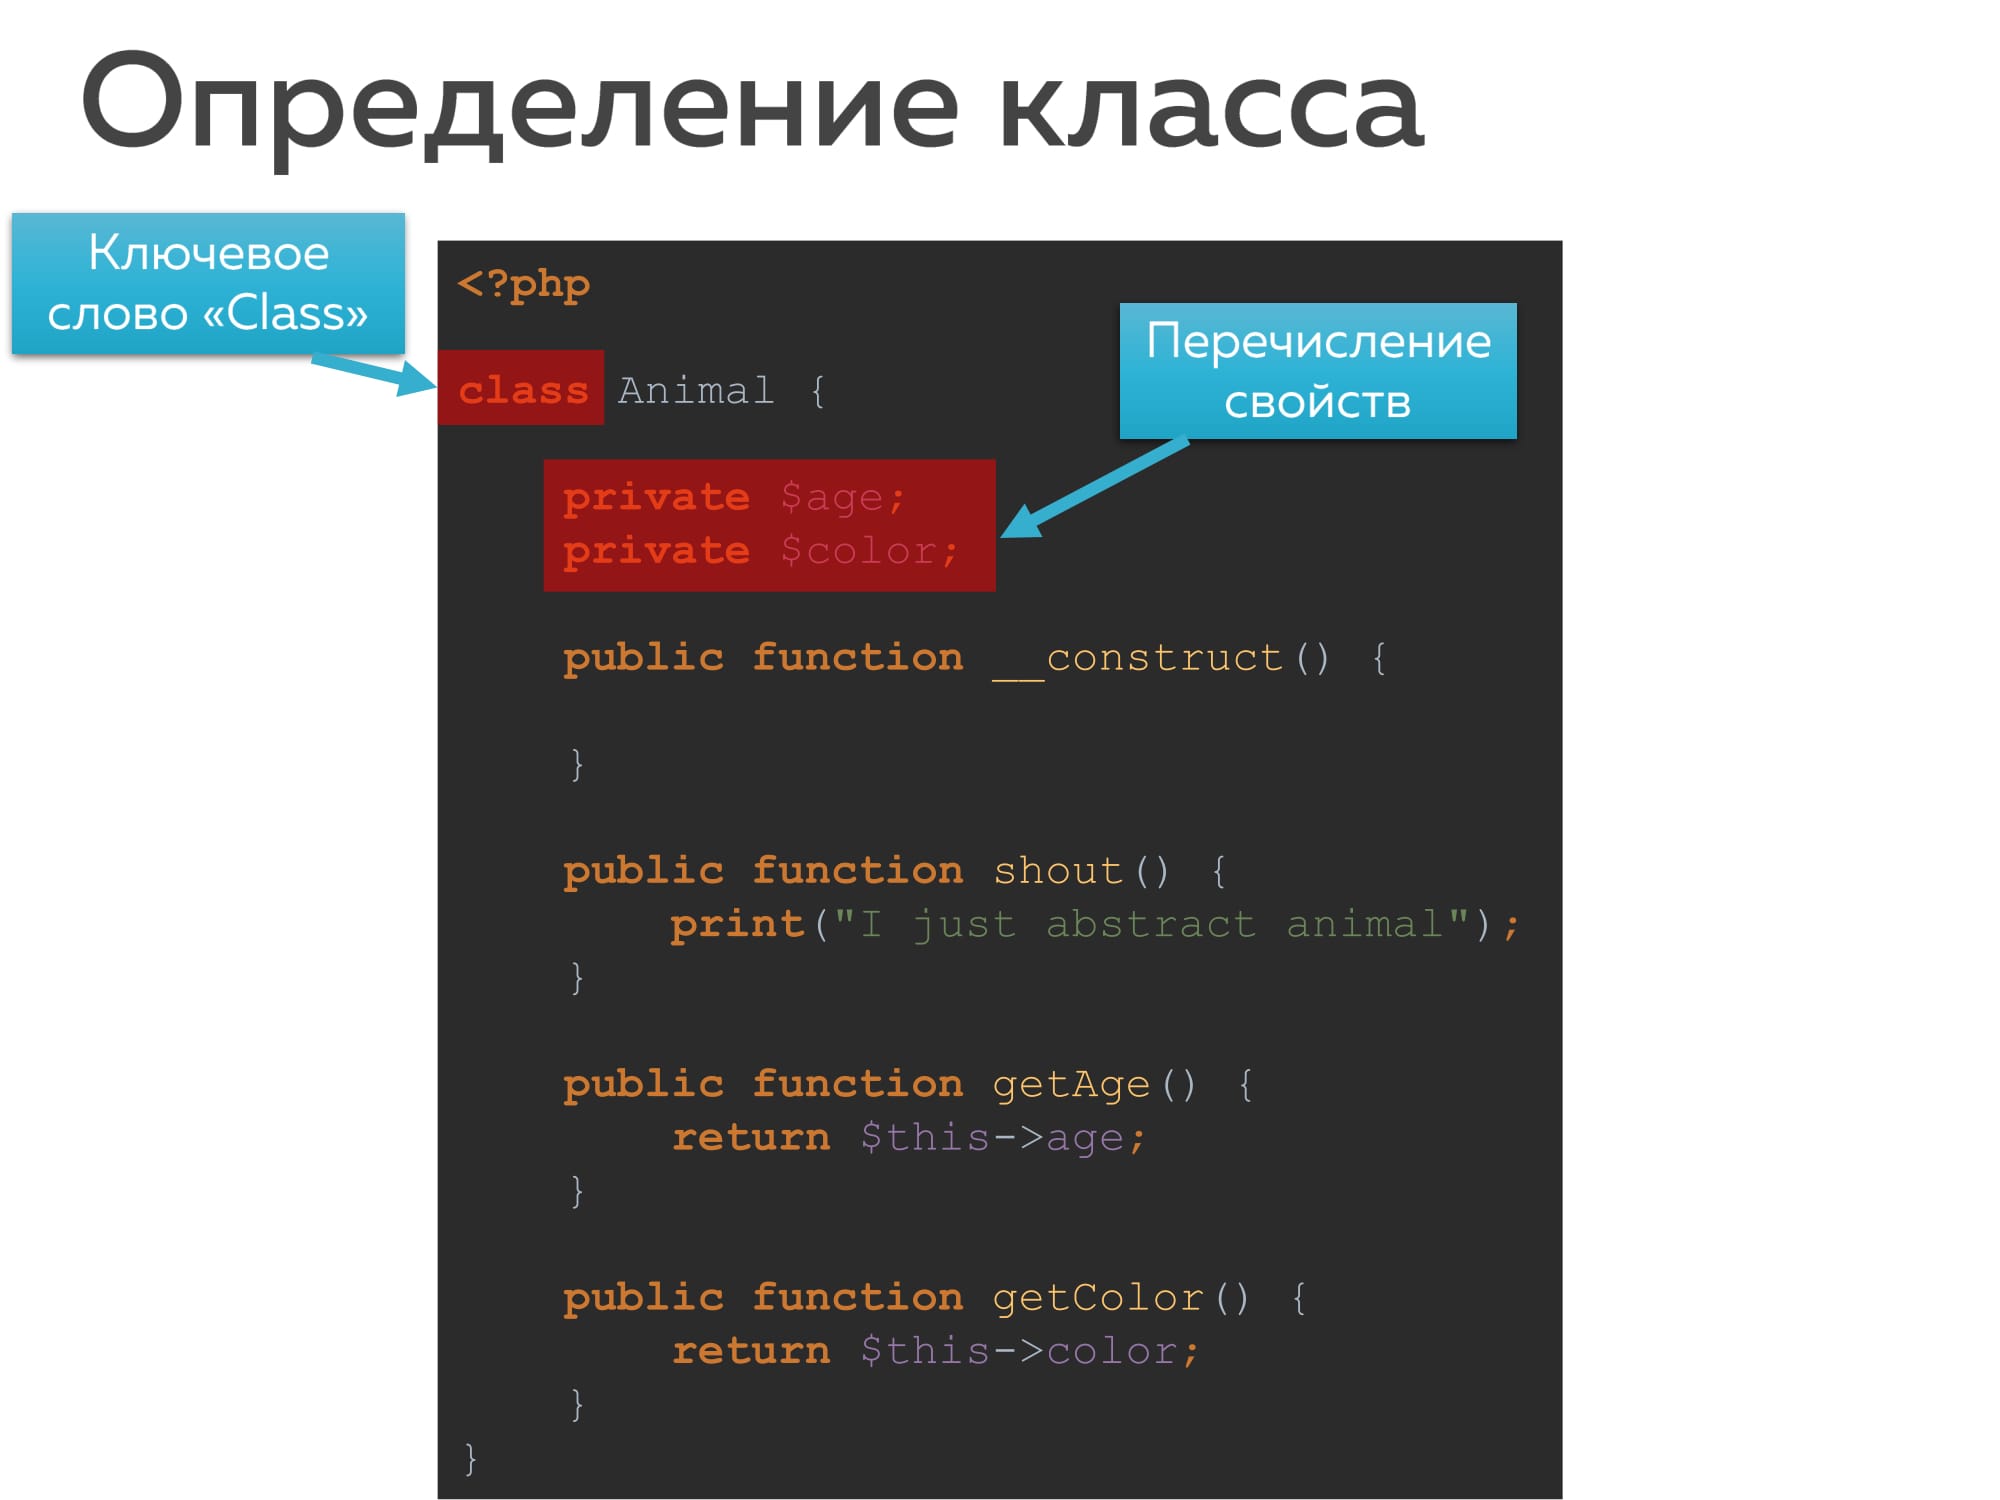 Определение класса
Ключевое
слово «Class»
<?php
Перечисление
свойств
class Animal {
private $age;
private $color;
public function __construct() {
}
public function shout() {
print("I just abstract animal");
}
public function getAge() {
return $this->age;
}
public function getColor() {
return $this->color;
}
}